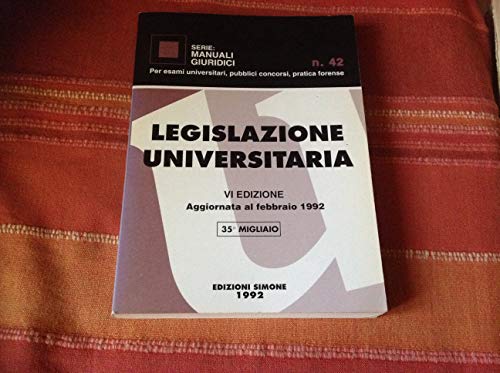 SERIE:
MANUALI
GIURIDICI
n. 42
Per esami universitari, pubblici concorsi, pratica forense
LEGISLAZIONE
UNIVERSITARIA
VI EDIZIONE
Aggiornata al febbraio 1992
35° MIGLIAIO
EDIZIONI SIMONE
1992